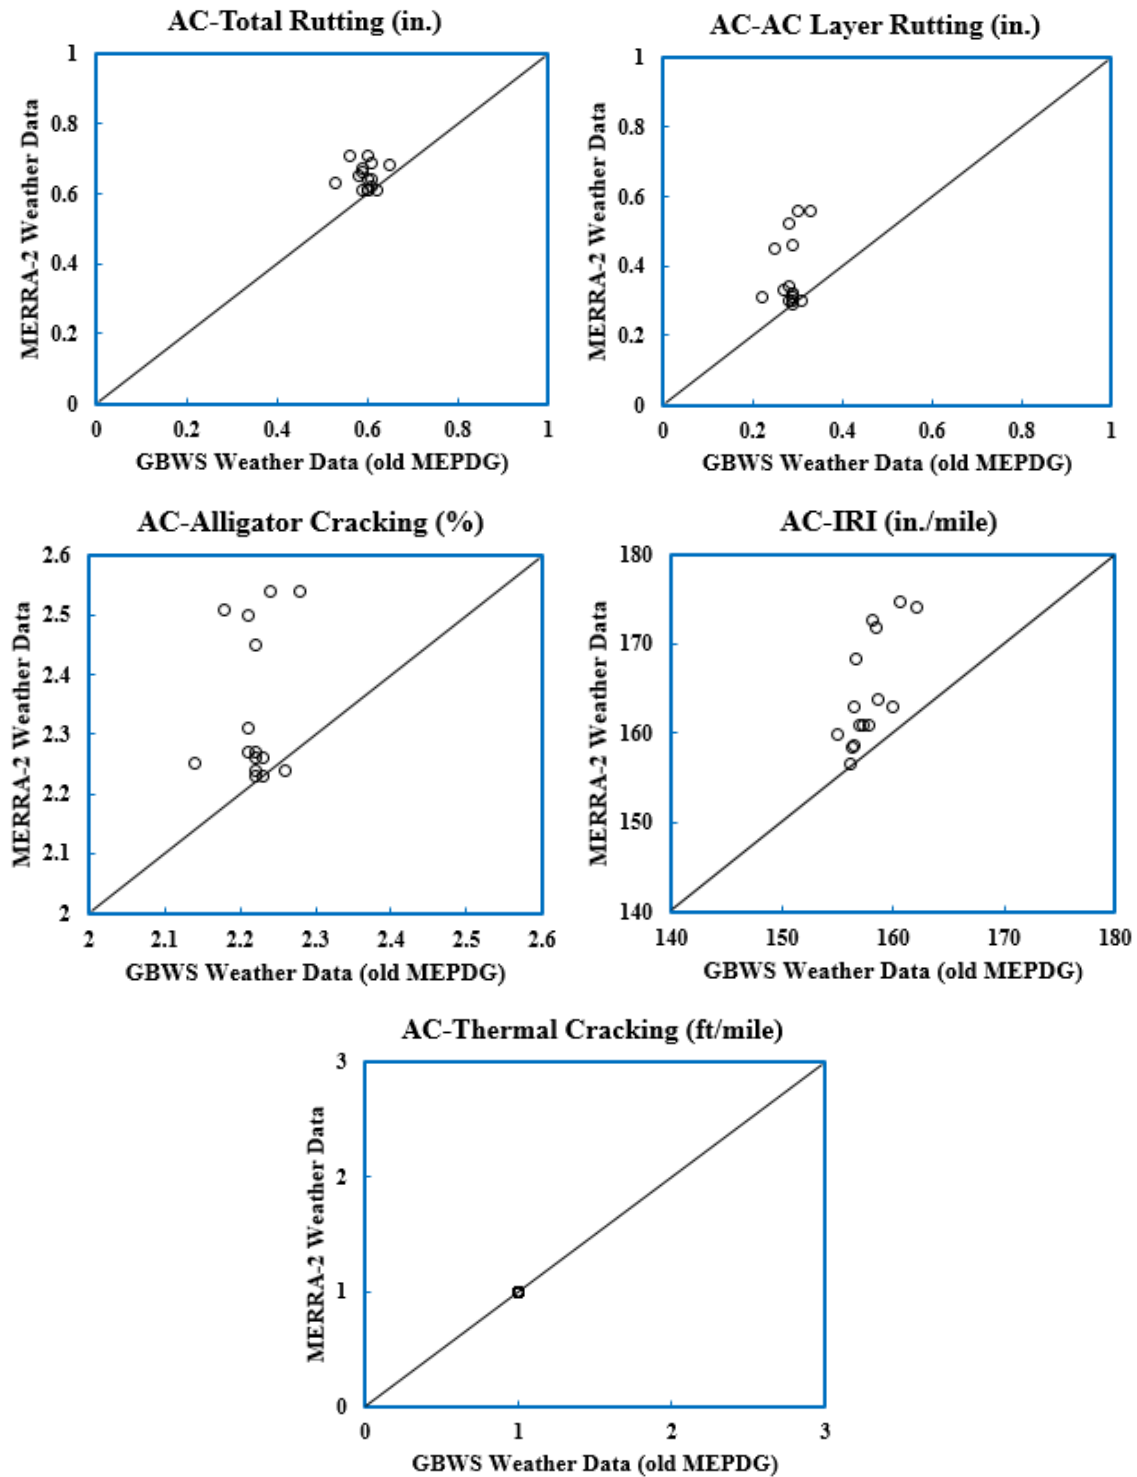 AC-Total Rutting (in.)
MERRA-2 Weather Data
1
0.8
0.6
0.4
0.2
0
0 0.2 0.4 0.6 0.8 1
GBWS Weather Data (old MEPDG)
AC-AC Layer Rutting (in.)
MERRA-2 Weather Data
1
0.8
0.6
0.4
0.2
0
0 0.2 0.4 0.6 0.8 1
GBWS Weather Data (old MEPDG)
AC-Alligator Cracking (%)
MERRA-2 Weather Data
2.6
2.5
2.4
2.3
2.2
2.1
2
2 2.1 2.2 2.3 2.4 2.5 2.6
GBWS Weather Data (old MEPDG)
AC-IRI (in./mile)
MERRA-2 Weather Data
180
170
160
150
140
140 150 160 170 180
GBWS Weather Data (old MEPDG)
AC-Thermal Cracking (ft/mile)
MERRA-2 Weather Data
3
2
1
0
0 1 2 3
GBWS Weather Data (old MEPDG)